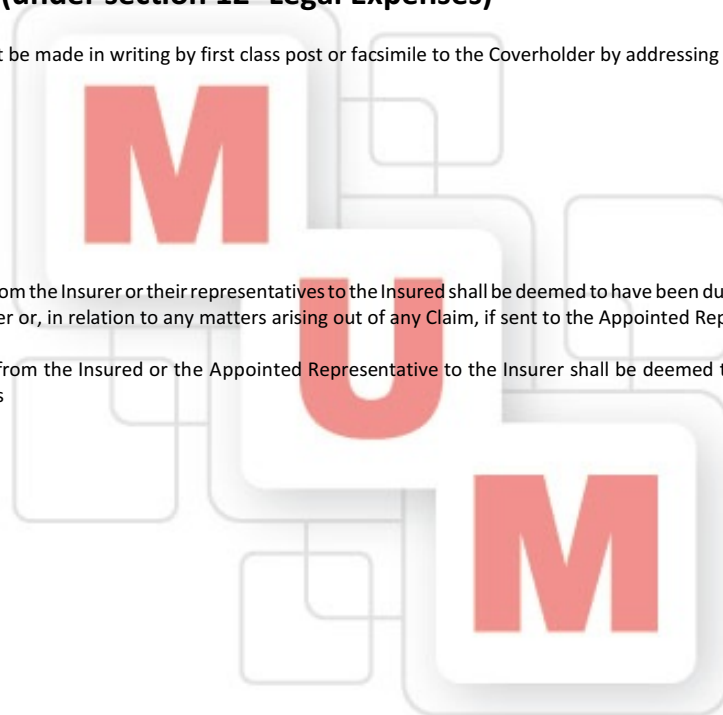 (under section 12- Legal Expenses)
t be made in writing by first class post or facsimile to the Coverholder by addressing
M
om the Insurer or their representatives to the Insured shall be deemed to have been du
er or, in relation to any matters arising out of any Claim, if sent to the Appointed Rep
U
from the Insured or the Appointed Representative to the Insurer shall be deemed t
s
M